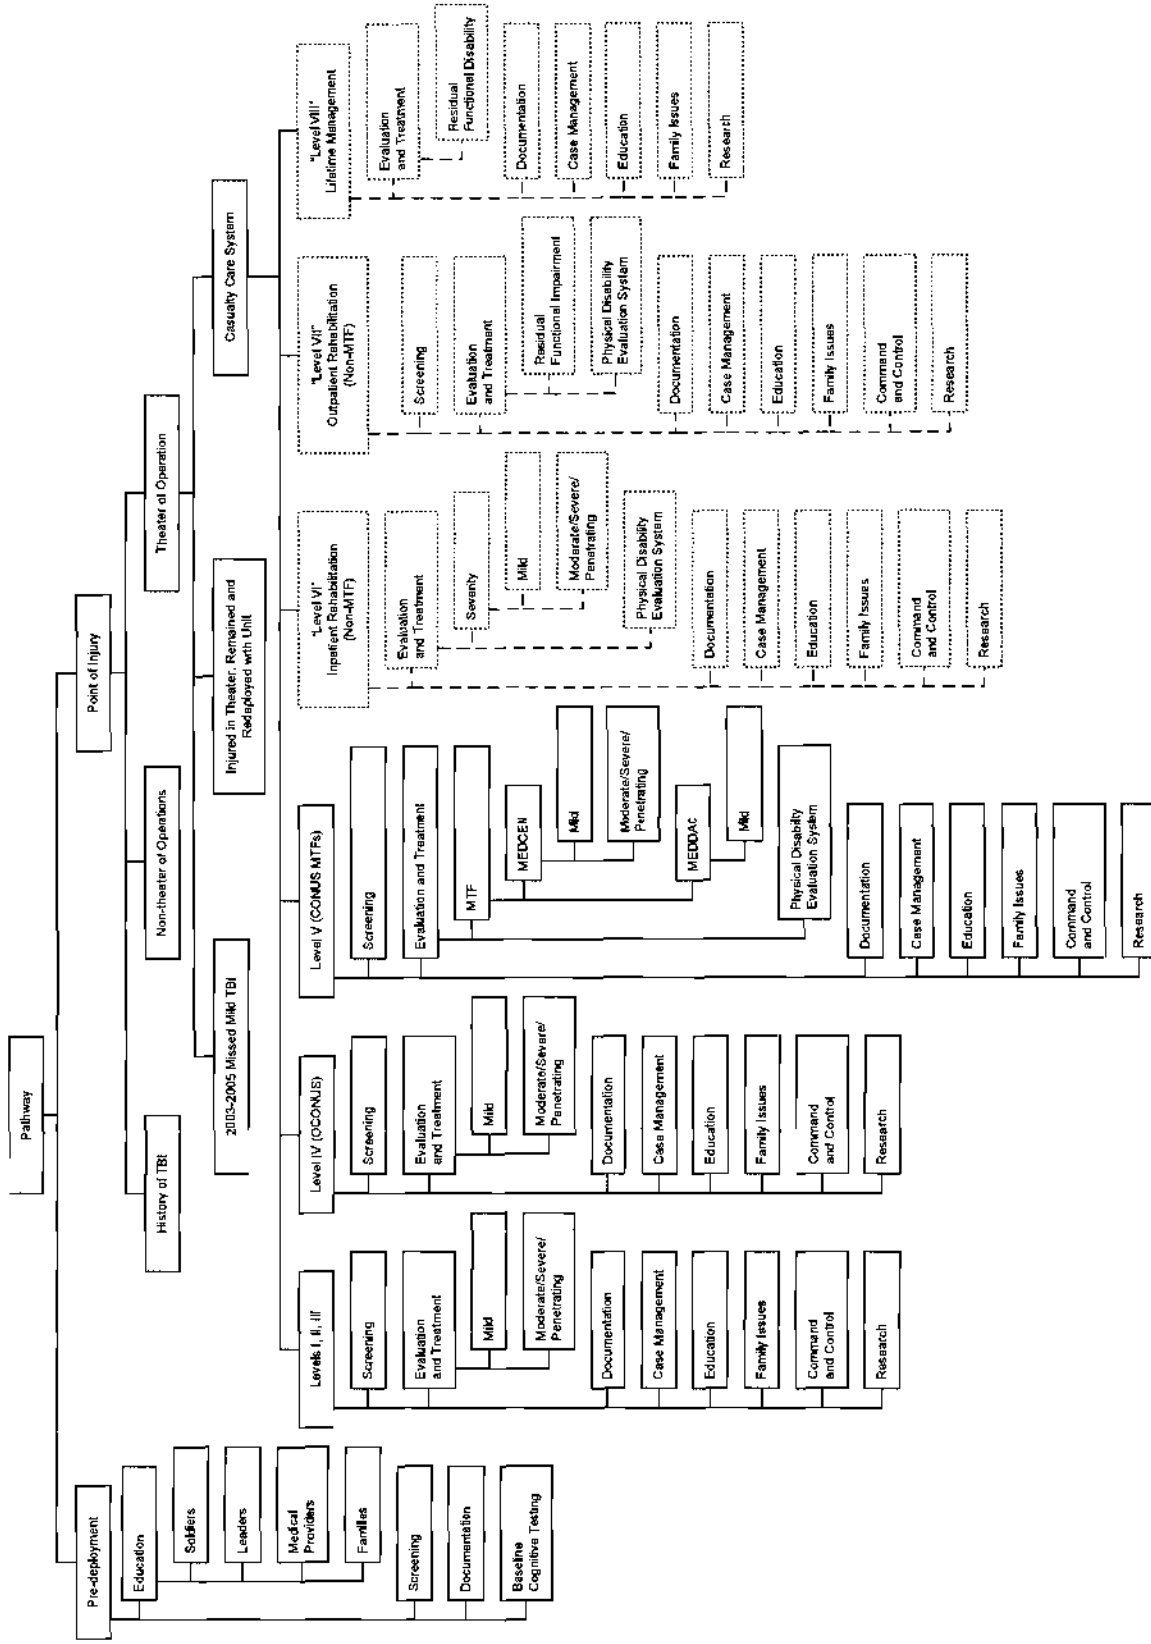 Pathway
Pre-deployment
Education
Soldiers
Leaders
Medical
Providers
Families
Screening
Documentation
Baseline
Cognitive Testing
Point of Injury
History of TBI
Non-theater of Operations
Theater of Operation
2003-2005 Missed Mild TBI
Injured in Theater, Remained and
Redeployed with Unit
Casualty Care System
Levels I, II, III
Screening
Evaluation
and Treatment
Mild
Moderate/Severe/
Penetrating
Documentation
Case Management
Education
Family Issues
Command
and Control
Research
Level IV (OCONUS)
Screening
Evaluation
and Treatment
Mild
Moderate/Severe/
Penetrating
Documentation
Case Management
Education
Family Issues
Command
and Control
Research
Level V (CONUS MTFs)
Screening
Evaluation and Treatment
MTF
MEDCEN
Mild
Moderate/Severe/
Penetrating
MEDDAC
Mild
Physical Disability
Evaluation System
Documentation
Case Management
Education
Family Issues
Command
and Control
Research
"Level VI"
Inpatient Rehabilitation
(Non-MTF)
Evaluation
and Treatment
Severity
Mild
Moderate/Severe/
Penetrating
Physical Disability
Evaluation System
Documentation
Case Management
Education
Family Issues
Command
and Control
Research
"Level VII"
Outpatient Rehabilitation
(Non-MTF)
Screening
Evaluation
and Treatment
Residual
Functional Impairment
Physical Disability
Evaluation System
Documentation
Case Management
Education
Family Issues
Command
and Control
Research
"Level VIII"
Lifetime Management
Evaluation
and Treatment
Residual
Functional Disability
Documentation
Case Management
Education
Family Issues
Research